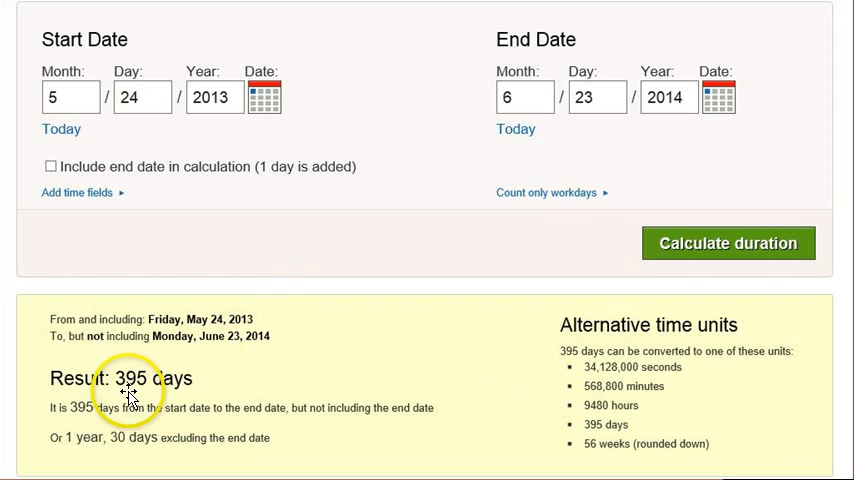 Start Date
End Date
Month: Day: Year: Date:
Month: Day: Year: Date:
5 / 24 / 2013
6 / 23 / 2014
Today
Today
Include end date in calculation (1 day is added)
Add time fields ▸
Count only workdays ▸
Calculate duration
From and including: Friday, May 24, 2013
To, but not including Monday, June 23, 2014
Result: 395 days
It is 395 days from the start date to the end date, but not including the end date
Or 1 year, 30 days excluding the end date
Alternative time units
395 days can be converted to one of these units:
34,128,000 seconds
568,800 minutes
9480 hours
395 days
56 weeks (rounded down)